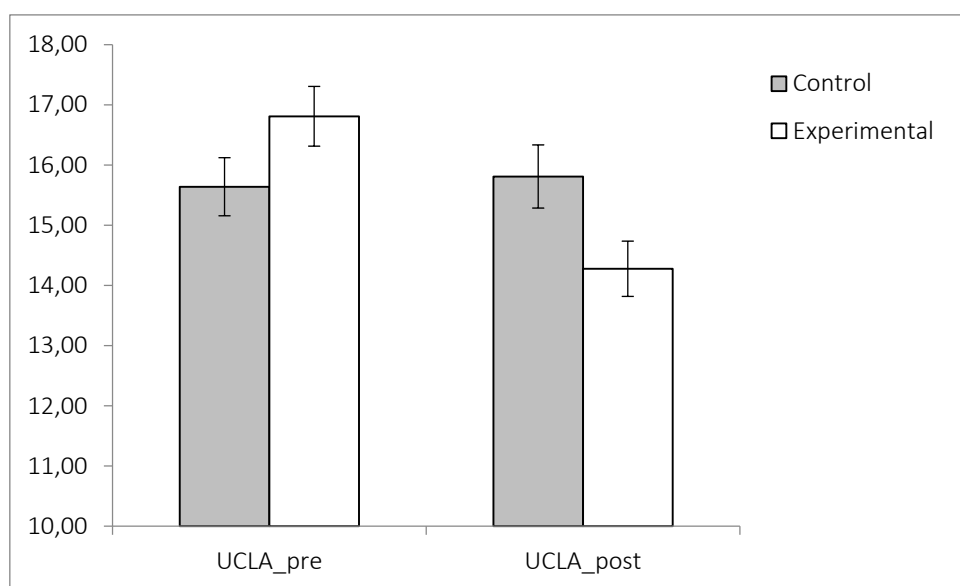 18,00
17,00
16,00
15,00
14,00
13,00
12,00
11,00
10,00
UCLA_pre
UCLA_post
Control
Experimental